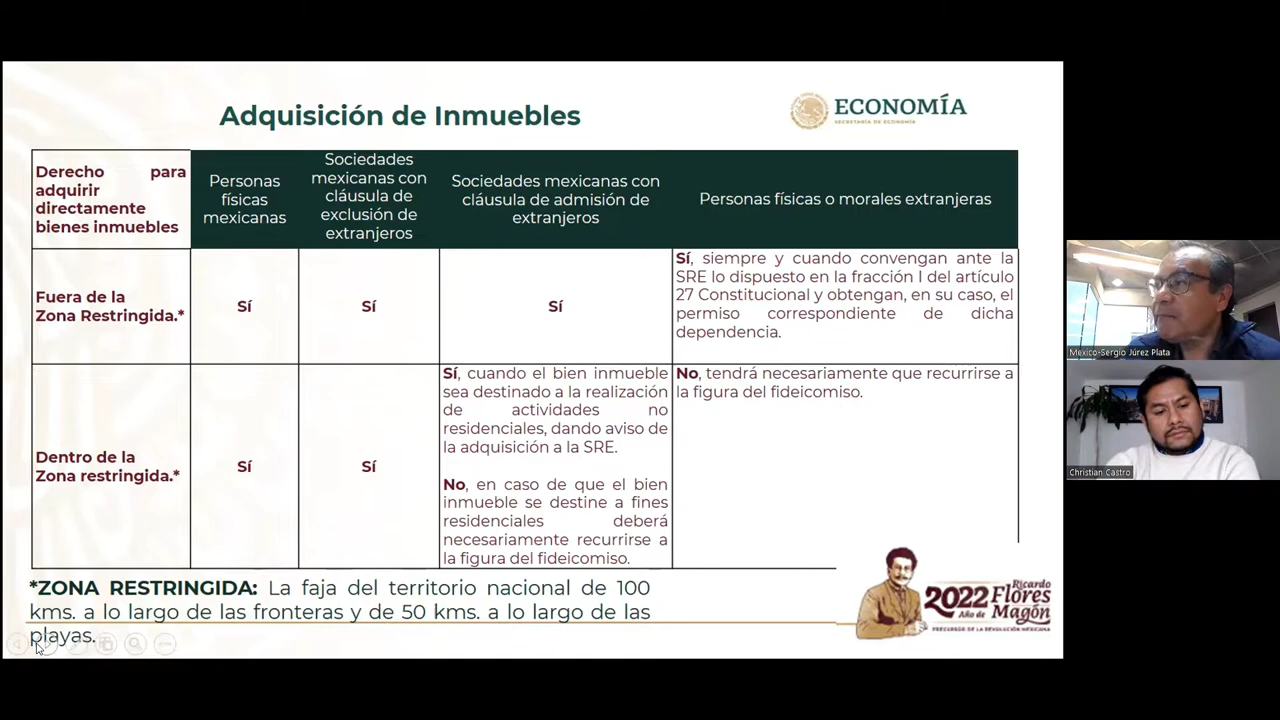 Adquisición de Inmuebles
ECONOMÍA
SECRETARÍA DE ECONOMÍA
Derecho para
adquirir
directamente
bienes inmuebles
Personas
físicas
mexicanas
Sociedades
mexicanas con
cláusula de
exclusión de
extranjeros
Sociedades mexicanas con
cláusula de admisión de
extranjeros
Personas físicas o morales extranjeras
Fuera de la
Zona Restringida.*
Sí
Sí
Sí
Sí, siempre y cuando convengan ante la
SRE lo dispuesto en la fracción I del artículo
27 Constitucional y obtengan, en su caso, el
permiso correspondiente de dicha
dependencia.
Dentro de la
Zona restringida.*
Sí
Sí
Sí, cuando el bien inmueble
sea destinado a la realización
de actividades no
residenciales, dando aviso de
la adquisición a la SRE.
No, en caso de que el bien
inmueble se destine a fines
residenciales deberá
necesariamente recurrirse a
la figura del fideicomiso.
No, tendrá necesariamente que recurrirse a
la figura del fideicomiso.
*ZONA RESTRINGIDA: La faja del territorio nacional de 100
kms. a lo largo de las fronteras y de 50 kms. a lo largo de las
playas.
2022 Ricardo
Flores
Año de
Magón
PRECURSOR DE LA REVOLUCIÓN MEXICANA
Mexico-Sergio Júrez Plata
Christian Castro